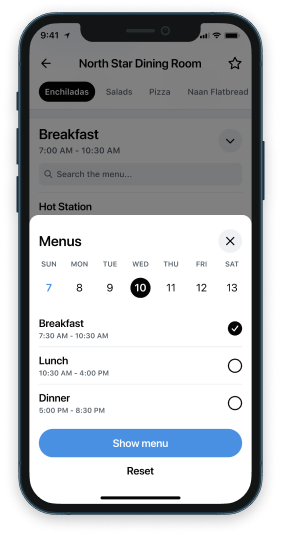 9:41
North Star Dining Room
Enchiladas Salads Pizza Naan Flatbread
Breakfast
7:00 AM - 10:30 AM
Search the menu...
Hot Station
Menus
SUN MON TUE WED THU FRI SAT
7 8 9 10 11 12 13
Breakfast
7:30 AM - 10:30 AM
Lunch
10:30 AM - 4:00 PM
Dinner
5:00 PM - 8:30 PM
Show menu
Reset